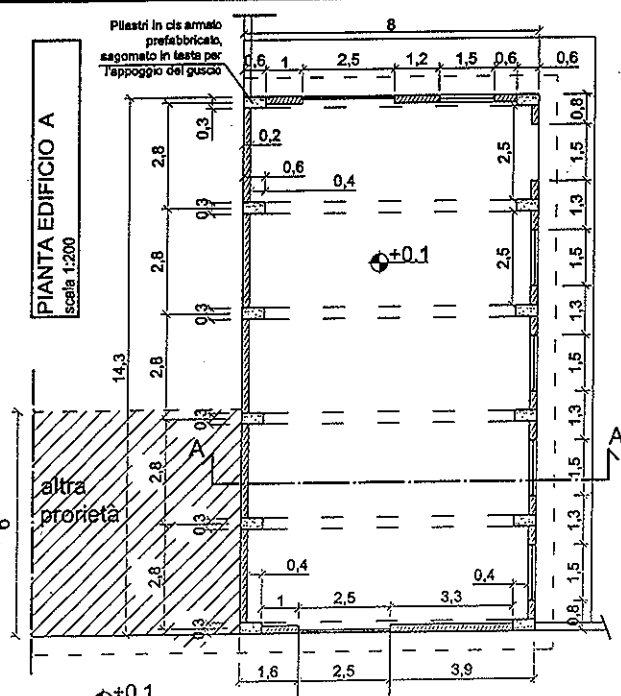 Pilastri in cls armato
prefabbricato,
sagomato in testa per
l'appoggio del guscio
PIANTA EDIFICIO A
scala 1:200
8
0,6 1 2,5 1,2 1,5 0,6 0,6
0,3
0,2
0,6
0,4
2,8
0,3
2,8
0,3
2,8
0,3
2,8
0,3
2,8
0,3
14,3
6
2,5
2,5
+0.1
0,8
1,5
1,3
1,5
1,3
1,5
1,3
1,5
1,3
1,5
0,8
A
A
altra
prorietà
0,4
0,4
1 2,5 3,3
1,6 2,5 3,9
+0.1